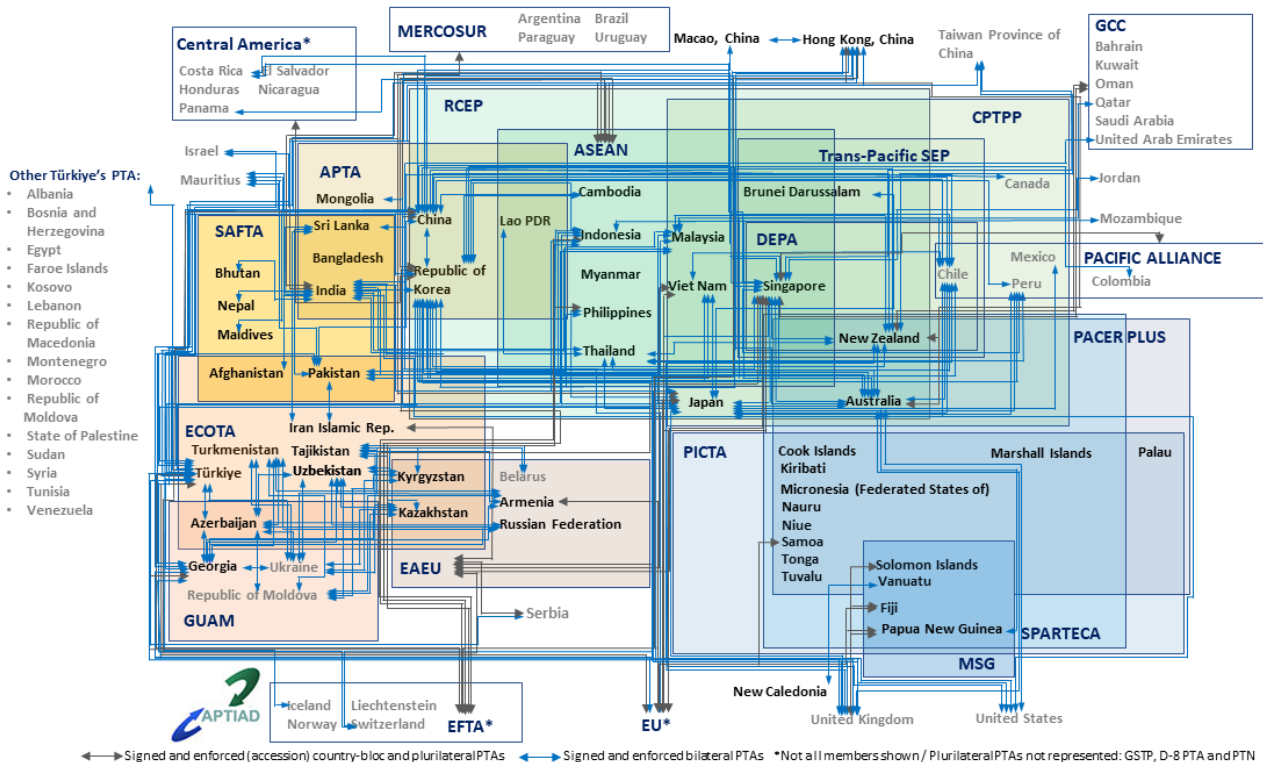 MERCOSUR
Argentina Brazil
Paraguay Uruguay
Central America*
Costa Rica El Salvador
Honduras Nicaragua
Panama
Macao, China
Hong Kong, China
Taiwan Province of
China
GCC
Bahrain
Kuwait
Oman
Qatar
Saudi Arabia
United Arab Emirates
RCEP
CPTPP
ASEAN
Trans-Pacific SEP
APTA
Israel
Mauritius
Other Türkiye's PTA:
• Albania
• Bosnia and
Herzegovina
• Egypt
• Faroe Islands
• Kosovo
• Lebanon
• Republic of
Macedonia
• Montenegro
• Morocco
• Republic of
Moldova
• State of Palestine
• Sudan
• Syria
• Tunisia
• Venezuela
Mongolia
China
Sri Lanka
Bangladesh
India
Republic of
Korea
Lao PDR
Cambodia
Indonesia
Myanmar
Philippines
Thailand
Brunei Darussalam
Malaysia
Viet Nam
DEPA
Singapore
Chile
New Zealand
Canada
Jordan
Mozambique
Mexico
Peru
PACIFIC ALLIANCE
Colombia
SAFTA
Bhutan
Nepal
Maldives
Afghanistan
Pakistan
PACER PLUS
Japan
Australia
ECOTA
Iran Islamic Rep.
Turkmenistan
Tajikistan
Türkiye
Uzbekistan
Kyrgyzstan
Belarus
Armenia
Kazakhstan
Russian Federation
Azerbaijan
Georgia
Ukraine
Republic of Moldova
GUAM
EAEU
Serbia
PICTA
Cook Islands
Kiribati
Micronesia (Federated States of)
Nauru
Niue
Samoa
Tonga
Tuvalu
Marshall Islands
Palau
Solomon Islands
Vanuatu
Fiji
Papua New Guinea
SPARTECA
MSG
New Caledonia
United Kingdom
United States
APTIAD
Iceland
Liechtenstein
Norway
Switzerland
EFTA*
EU*
Signed and enforced (accession) country-bloc and plurilateral PTAs Signed and enforced bilateral PTAs *Not all members shown / Plurilateral PTAs not represented: GSTP, D-8 PTA and PTN